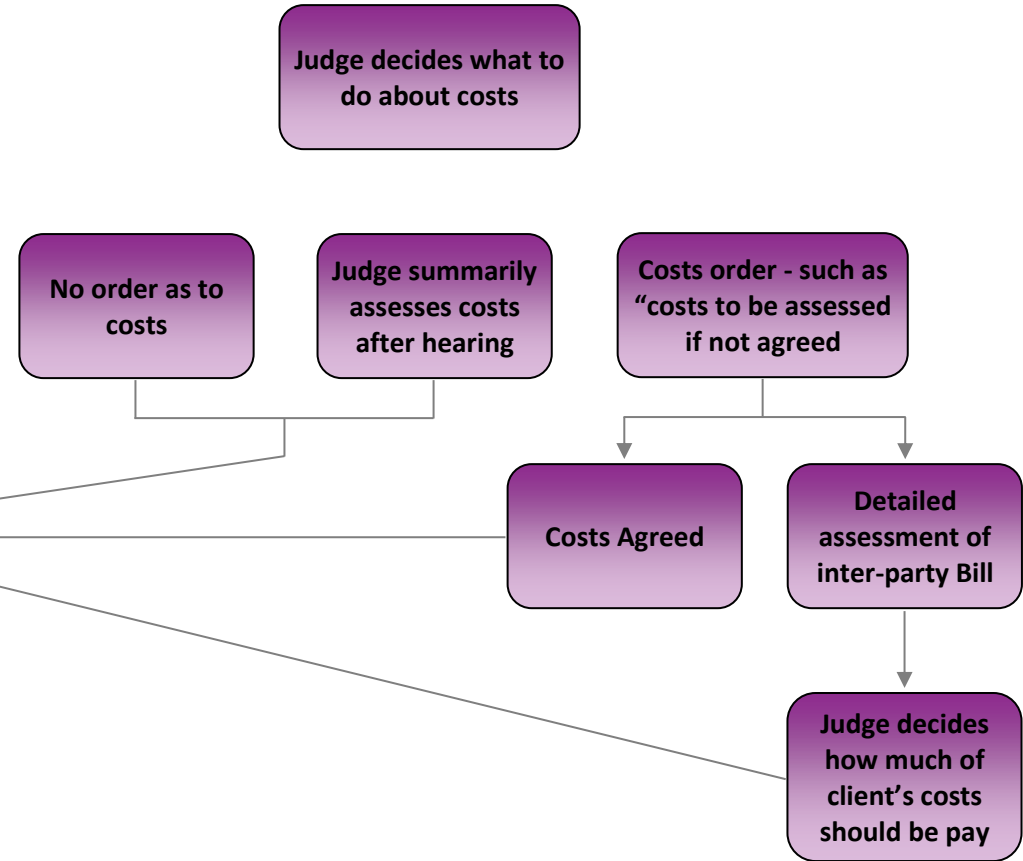 Judge decides what to
do about costs
No order as to
costs
Judge summarily
assesses costs
after hearing
Costs order - such as
“costs to be assessed
if not agreed
Costs Agreed
Detailed
assessment of
inter-party Bill
Judge decides
how much of
client’s costs
should be pay